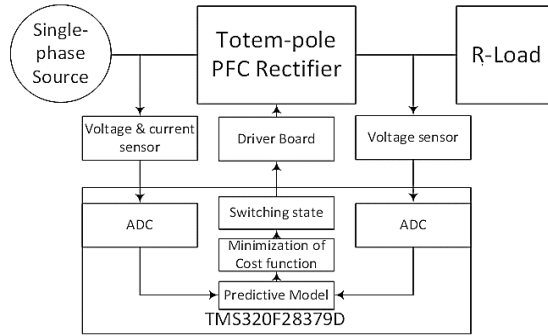 Single-
phase
Source
Totem-pole
PFC Rectifier
R-Load
Voltage & current
sensor
Driver Board
Voltage sensor
ADC
Switching state
ADC
Minimization of
Cost function
Predictive Model
TMS320F28379D